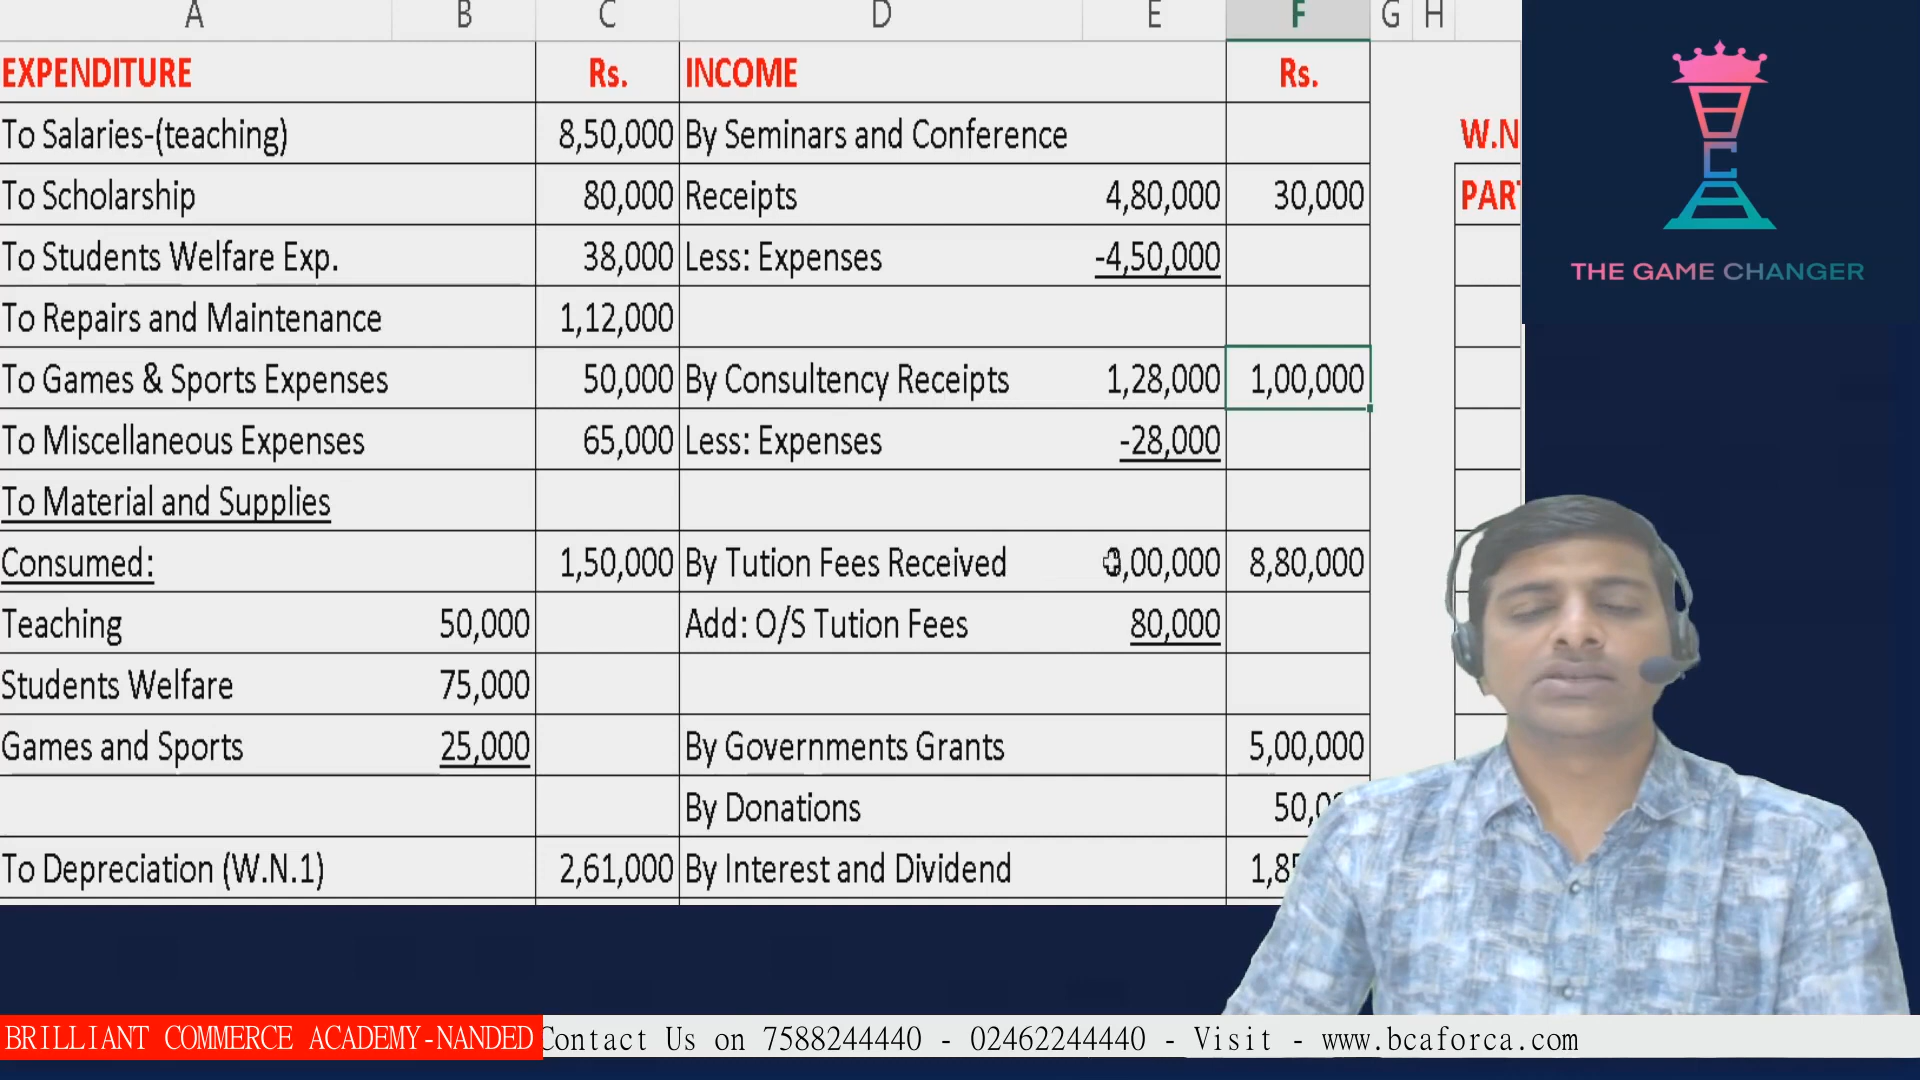 A B C D E F G H
EXPENDITURE Rs. INCOME Rs.
To Salaries-(teaching) 8,50,000 By Seminars and Conference
To Scholarship 80,000 Receipts 4,80,000 30,000
To Students Welfare Exp. 38,000 Less: Expenses -4,50,000
To Repairs and Maintenance 1,12,000
To Games & Sports Expenses 50,000 By Consultency Receipts 1,28,000 1,00,000
To Miscellaneous Expenses 65,000 Less: Expenses -28,000
To Material and Supplies
Consumed: 1,50,000 By Tution Fees Received 8,80,000
Teaching 50,000 Add: O/S Tution Fees 80,000
Students Welfare 75,000
Games and Sports 25,000 By Governments Grants 5,00,000
By Donations
To Depreciation (W.N.1) 2,61,000 By Interest and Dividend
W.N
PAR
THE GAME CHANGER
BRILLIANT COMMERCE ACADEMY-NANDED Contact Us on 7588244440 - 02462244440 - Visit - www.bcaforca.com